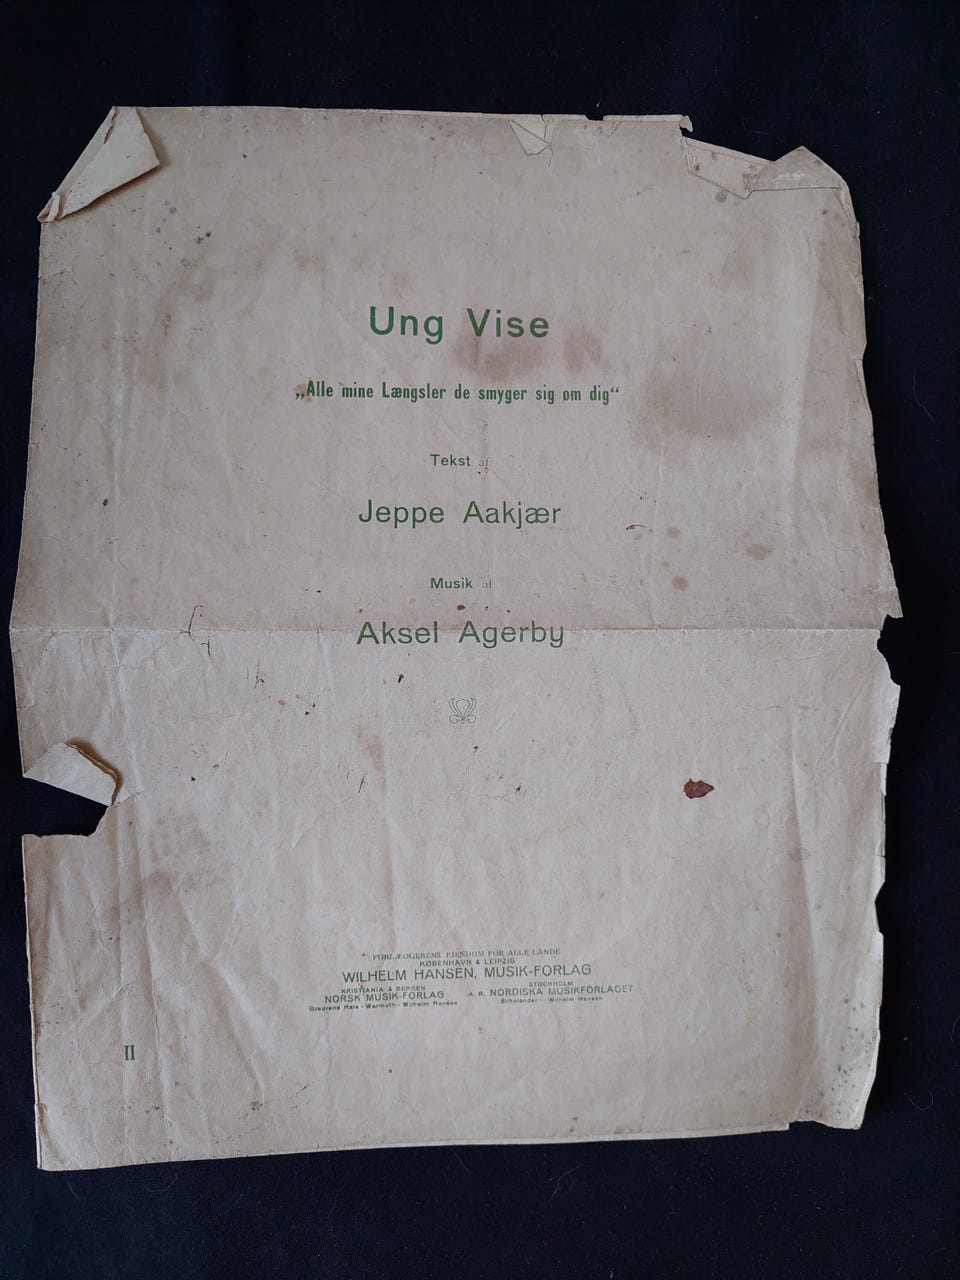 Ung Vise
„Alle mine Længsler de smyger sig om dig“
Tekst af
Jeppe Aakjær
Musik af
Aksel Agerby
FORLÆGGERENS EJENDOM FOR ALLE LANDE
KØBENHAVN & LEIPZIG
WILHELM HANSEN, MUSIK-FORLAG
KRISTIANIA & BERGEN
NORSK MUSIK-FORLAG
Brødrene Hals - Warmuth - Wilhelm Hansen
STOCKHOLM
A. B. NORDISKA MUSIKFÖRLAGET
Wilhelm Hansen
II